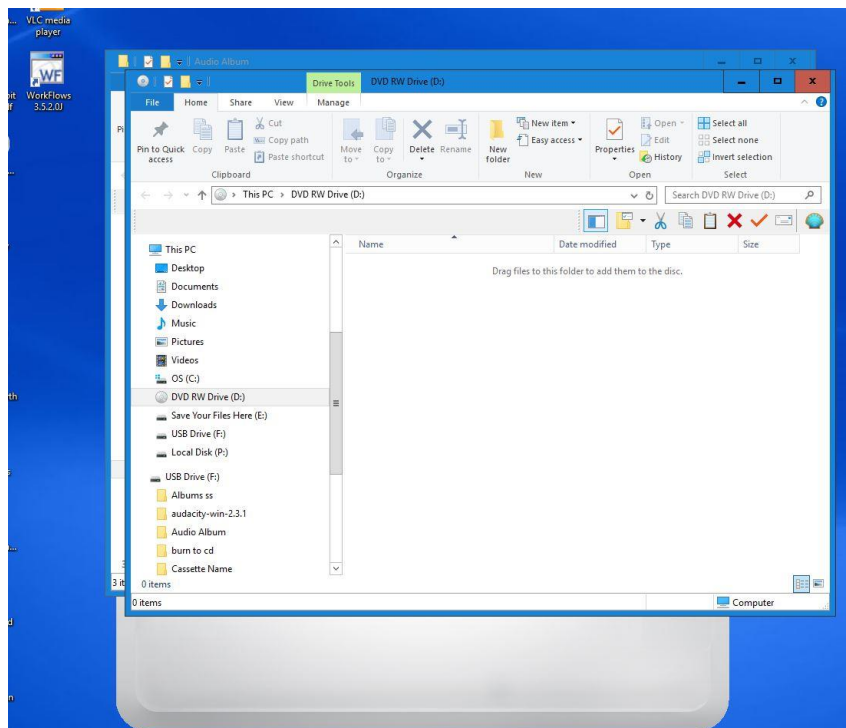 VLC media
player
WF
WorkFlows
3.5.2.0J
Audio Album
Drive Tools DVD RW Drive (D:)
File Home Share View Manage
Pin to Quick
access
Copy
Paste
Cut
Copy path
Paste shortcut
Clipboard
Move
to
Copy
to
Delete Rename
Organize
New
folder
New item
Easy access
New
Properties
Open
Edit
History
Open
Select all
Select none
Invert selection
Select
This PC > DVD RW Drive (D:)
Search DVD RW Drive (D:)
Name Date modified Type Size
Drag files to this folder to add them to the disc.
This PC
Desktop
Documents
Downloads
Music
Pictures
Videos
OS (C:)
DVD RW Drive (D:)
Save Your Files Here (E:)
USB Drive (F:)
Local Disk (P:)
USB Drive (F:)
Albums ss
audacity-win-2.3.1
Audio Album
burn to cd
Cassette Name
0 items
0 items Computer